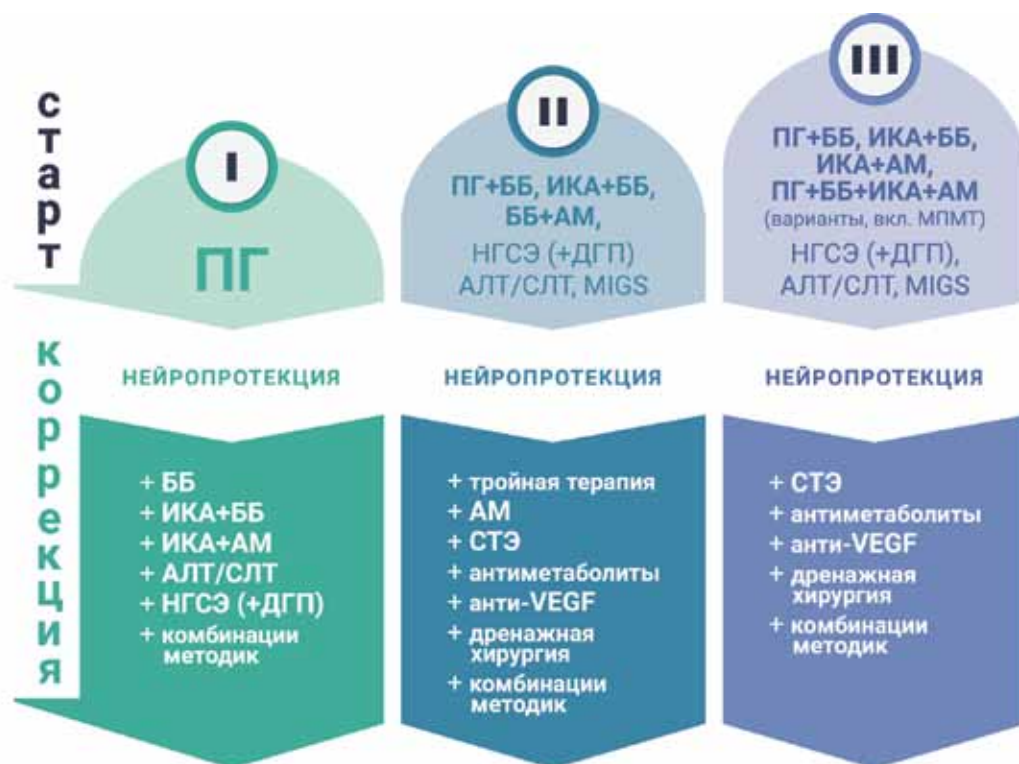 старт
I
ПГ
II
ПГ+ББ, ИКА+ББ,
ББ+АМ,
НГСЭ (+ДГП)
АЛТ/СЛТ, MIGS
III
ПГ+ББ, ИКА+ББ,
ИКА+АМ,
ПГ+ББ+ИКА+АМ
(варианты, вкл. МПМТ)
НГСЭ (+ДГП),
АЛТ/СЛТ, MIGS
коррекция
НЕЙРОПРОТЕКЦИЯ
НЕЙРОПРОТЕКЦИЯ
НЕЙРОПРОТЕКЦИЯ
+ ББ
+ ИКА+ББ
+ ИКА+АМ
+ АЛТ/СЛТ
+ НГСЭ (+ДГП)
+ комбинации
методик
+ тройная терапия
+ АМ
+ СТЭ
+ антиметаболиты
+ анти-VEGF
+ дренажная
хирургия
+ комбинации
методик
+ СТЭ
+ антиметаболиты
+ анти-VEGF
+ дренажная
хирургия
+ комбинации
методик